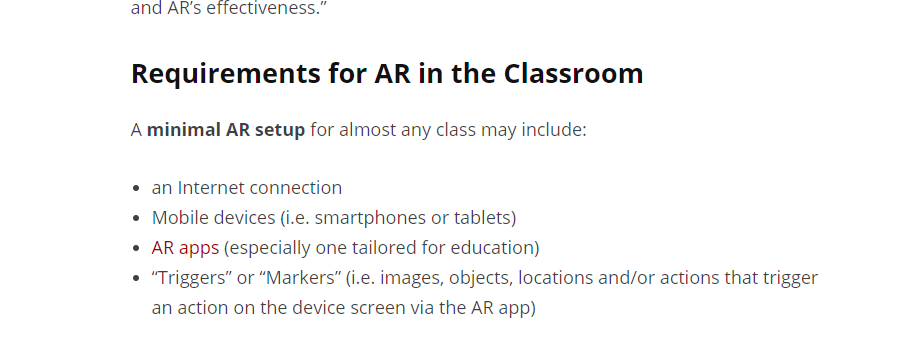 and AR’s effectiveness.”
Requirements for AR in the Classroom
A minimal AR setup for almost any class may include:
• an Internet connection
• Mobile devices (i.e. smartphones or tablets)
• AR apps (especially one tailored for education)
• “Triggers” or “Markers” (i.e. images, objects, locations and/or actions that trigger
an action on the device screen via the AR app)